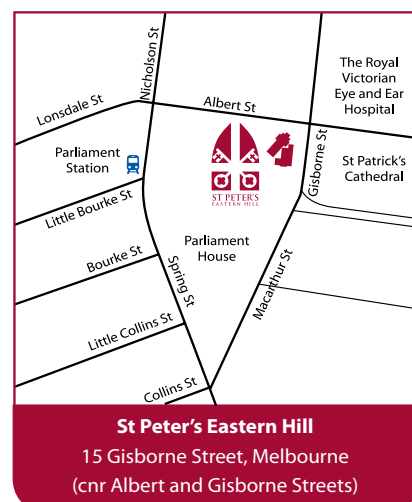 Nicholson St
Lonsdale St
Albert St
The Royal
Victorian
Eye and Ear
Hospital
Parliament
Station
Gisborne St
St Patrick's
Cathedral
ST PETER'S
EASTERN HILL
Little Bourke St
Parliament
House
Bourke St
Spring St
Macarthur St
Little Collins St
Collins St
St Peter's Eastern Hill
15 Gisborne Street, Melbourne
(cnr Albert and Gisborne Streets)